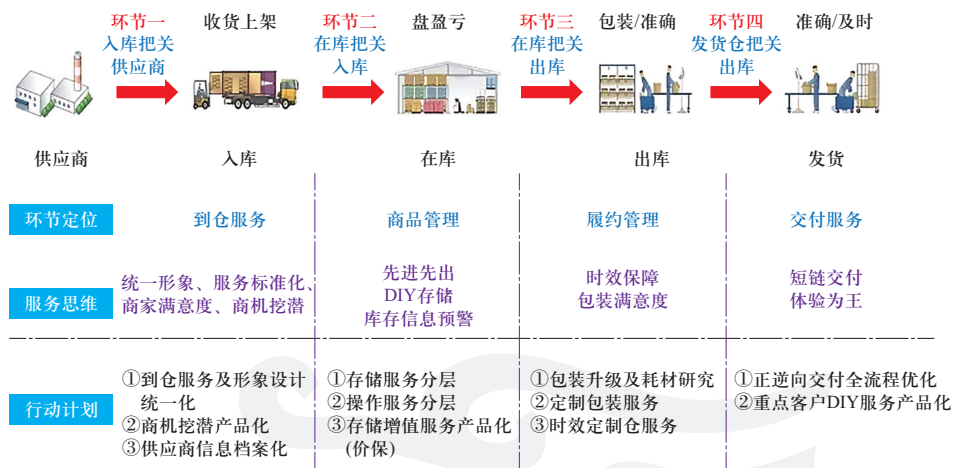 环节一
入库把关
供应商
收货上架
环节二
在库把关
入库
盘盈亏
环节三
在库把关
出库
包装/准确
环节四
发货仓把关
出库
准确/及时
供应商
入库
在库
出库
发货
环节定位
到仓服务
商品管理
履约管理
交付服务
服务思维
统一形象、服务标准化、
商家满意度、商机挖潜
先进先出
DIY存储
库存信息预警
时效保障
包装满意度
短链交付
体验为王
行动计划
①到仓服务及形象设计
统一化
②商机挖潜产品化
③供应商信息档案化
①存储服务分层
②操作服务分层
③存储增值服务产品化
(价保)
①包装升级及耗材研究
②定制包装服务
③时效定制仓服务
①正逆向交付全流程优化
②重点客户DIY服务产品化